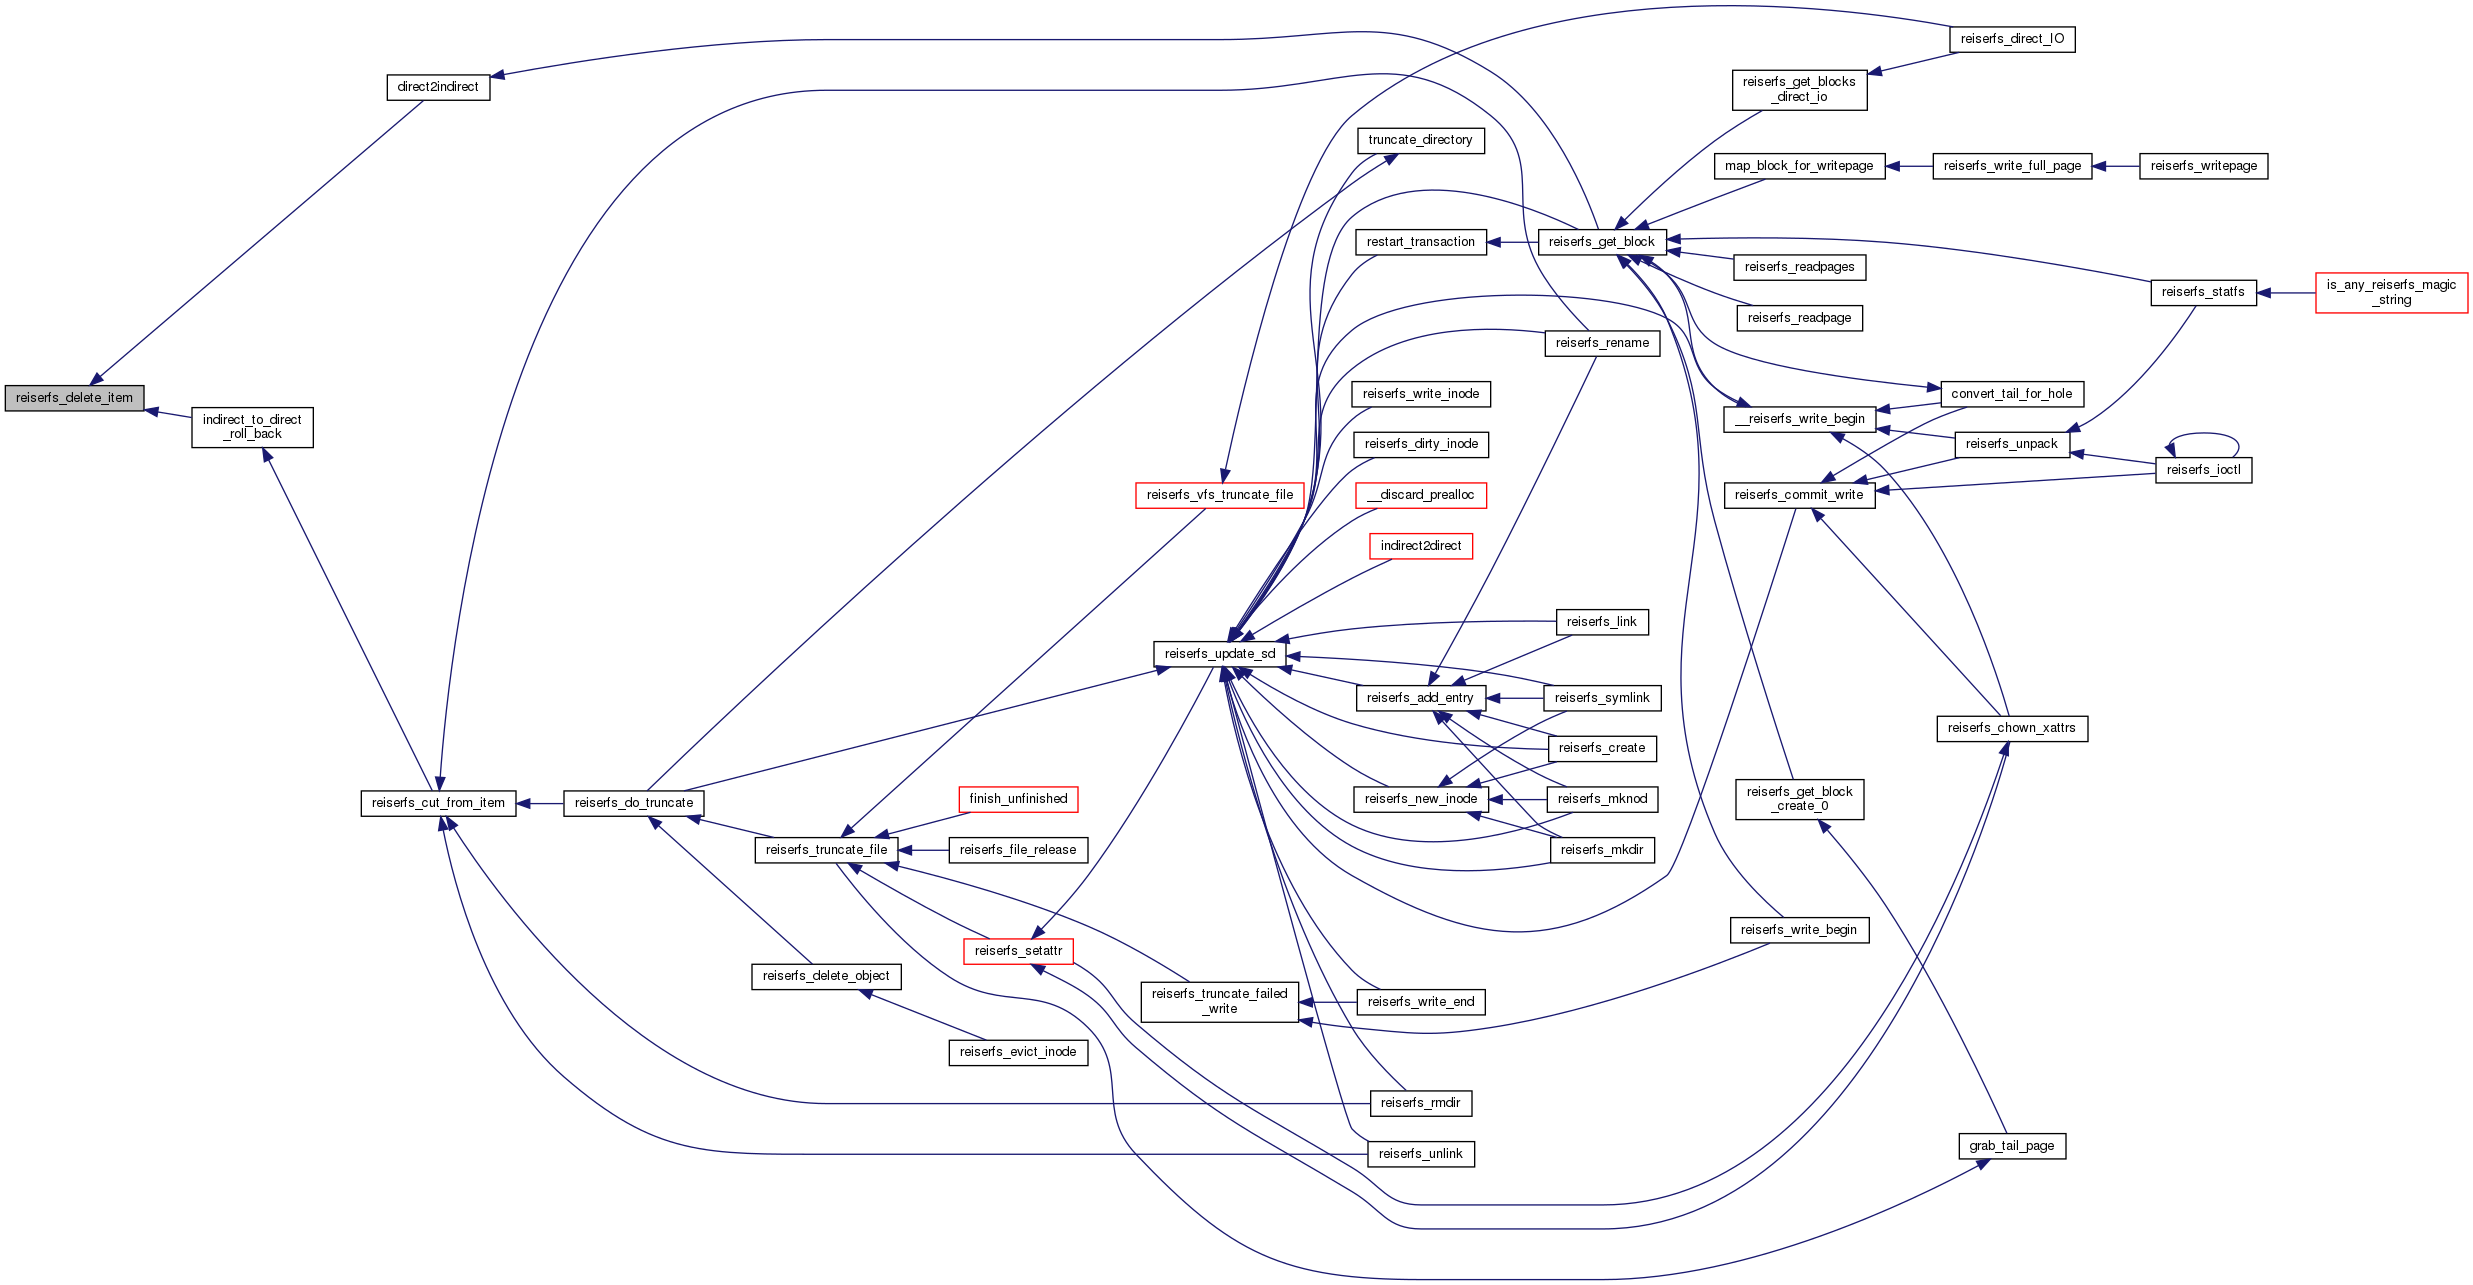 reiserfs_delete_item
direct2indirect
indirect_to_direct
_roll_back
reiserfs_cut_from_item
reiserfs_do_truncate
reiserfs_truncate_file
reiserfs_delete_object
finish_unfinished
reiserfs_file_release
reiserfs_setattr
reiserfs_evict_inode
reiserfs_vfs_truncate_file
reiserfs_update_sd
reiserfs_truncate_failed
_write
truncate_directory
restart_transaction
reiserfs_write_inode
reiserfs_dirty_inode
__discard_prealloc
indirect2direct
reiserfs_add_entry
reiserfs_new_inode
reiserfs_write_end
reiserfs_rmdir
reiserfs_unlink
reiserfs_get_block
reiserfs_rename
reiserfs_link
reiserfs_symlink
reiserfs_create
reiserfs_mknod
reiserfs_mkdir
reiserfs_get_blocks
_direct_io
map_block_for_writepage
reiserfs_readpages
reiserfs_readpage
__reiserfs_write_begin
reiserfs_commit_write
reiserfs_get_block
_create_0
reiserfs_write_begin
reiserfs_direct_IO
reiserfs_write_full_page
convert_tail_for_hole
reiserfs_unpack
reiserfs_chown_xattrs
grab_tail_page
reiserfs_writepage
reiserfs_statfs
reiserfs_ioctl
is_any_reiserfs_magic
_string